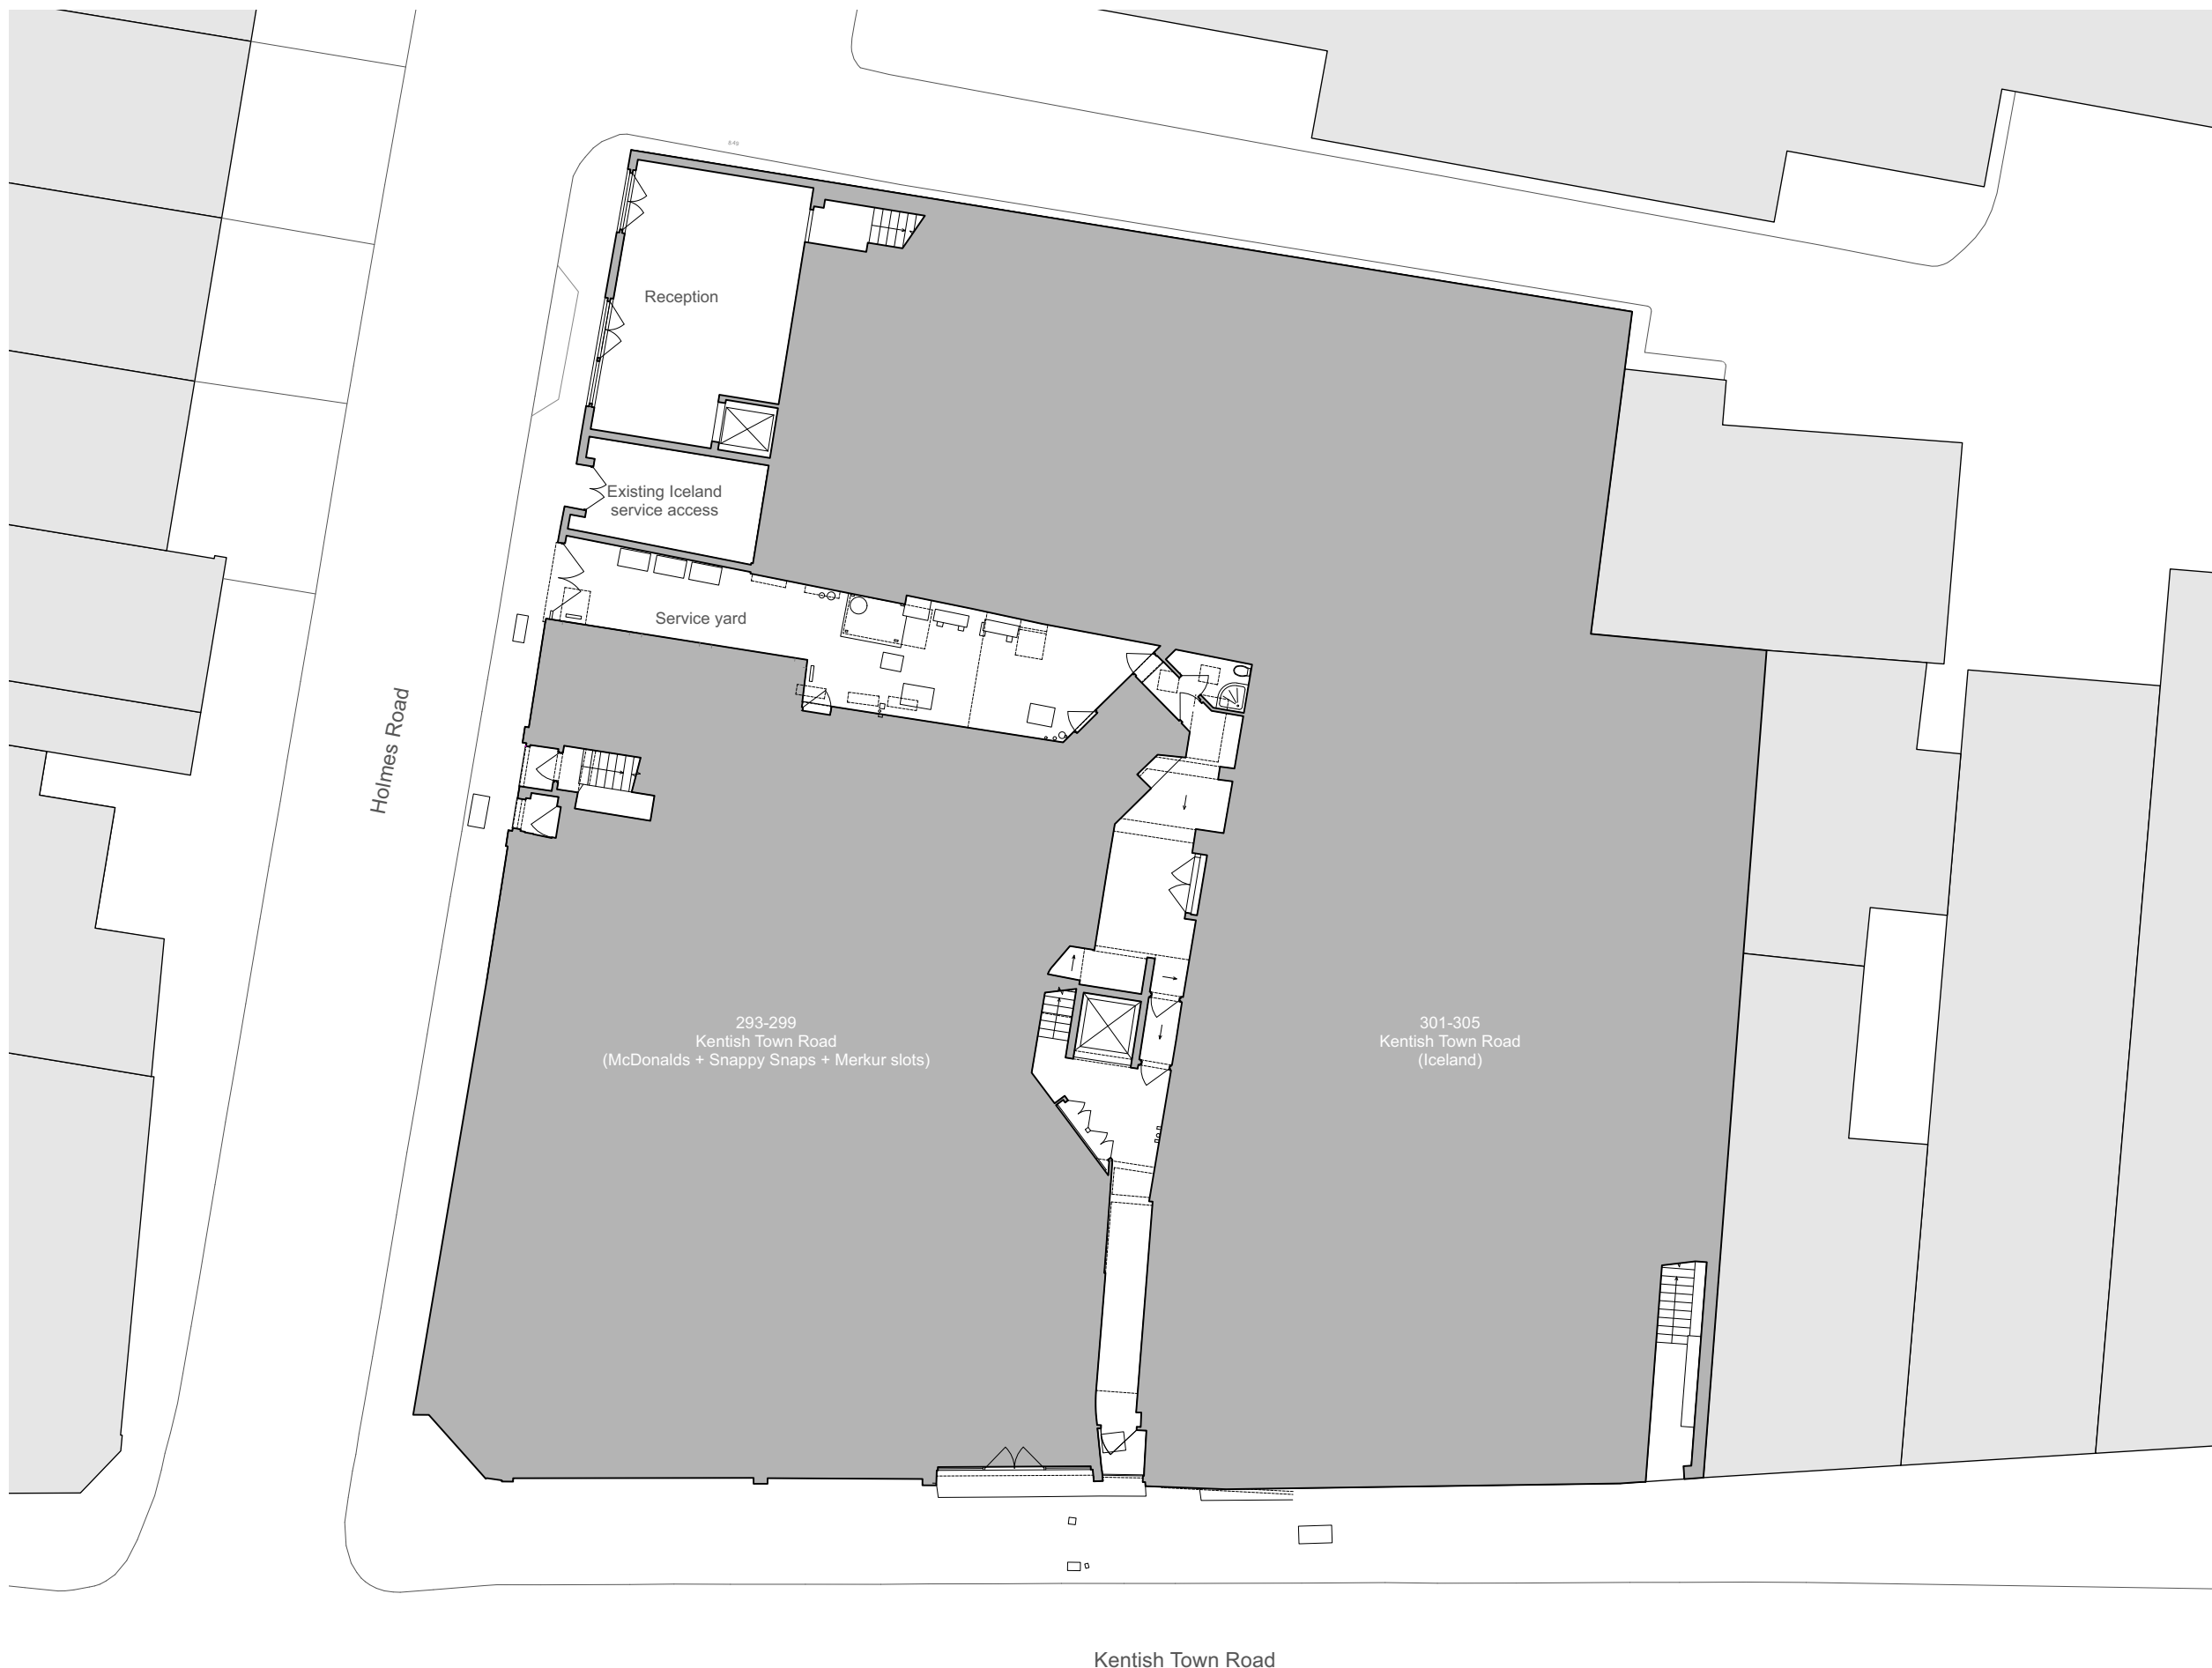 Reception
Existing Iceland
service access
Service yard
Holmes Road
293-299
Kentish Town Road
(McDonalds + Snappy Snaps + Merkur slots)
301-305
Kentish Town Road
(Iceland)
Kentish Town Road